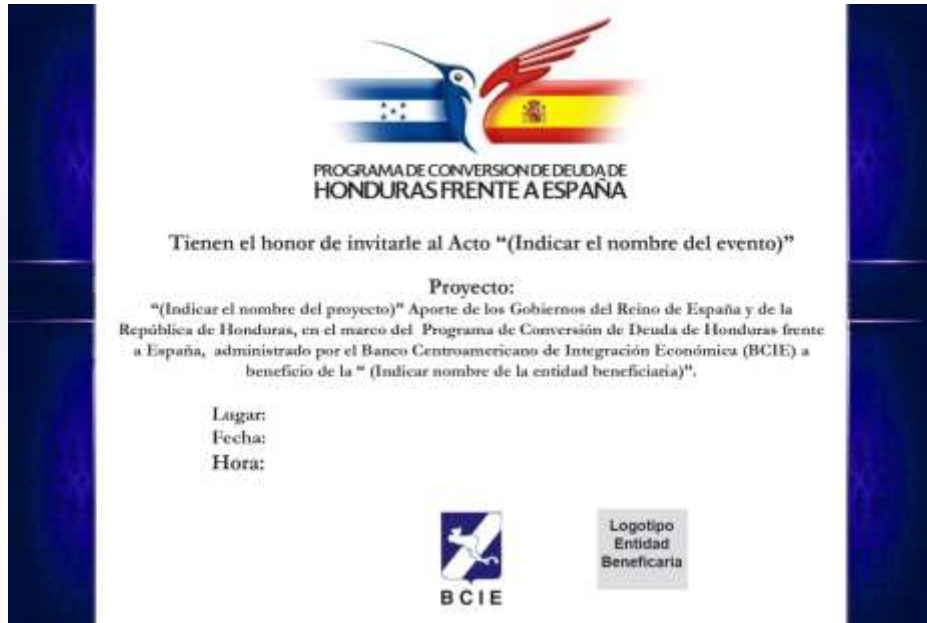 PROGRAMA DE CONVERSION DE DEUDA DE
HONDURAS FRENTE A ESPAÑA
Tienen el honor de invitarle al Acto “(Indicar el nombre del evento)”
Proyecto:
“(Indicar el nombre del proyecto)” Aporte de los Gobiernos del Reino de España y de la
República de Honduras, en el marco del Programa de Conversión de Deuda de Honduras frente
a España, administrado por el Banco Centroamericano de Integración Económica (BCIE) a
beneficio de la “ (Indicar nombre de la entidad beneficiaria)”.
Lugar:
Fecha:
Hora:
BCIE
Logotipo
Entidad
Beneficaria